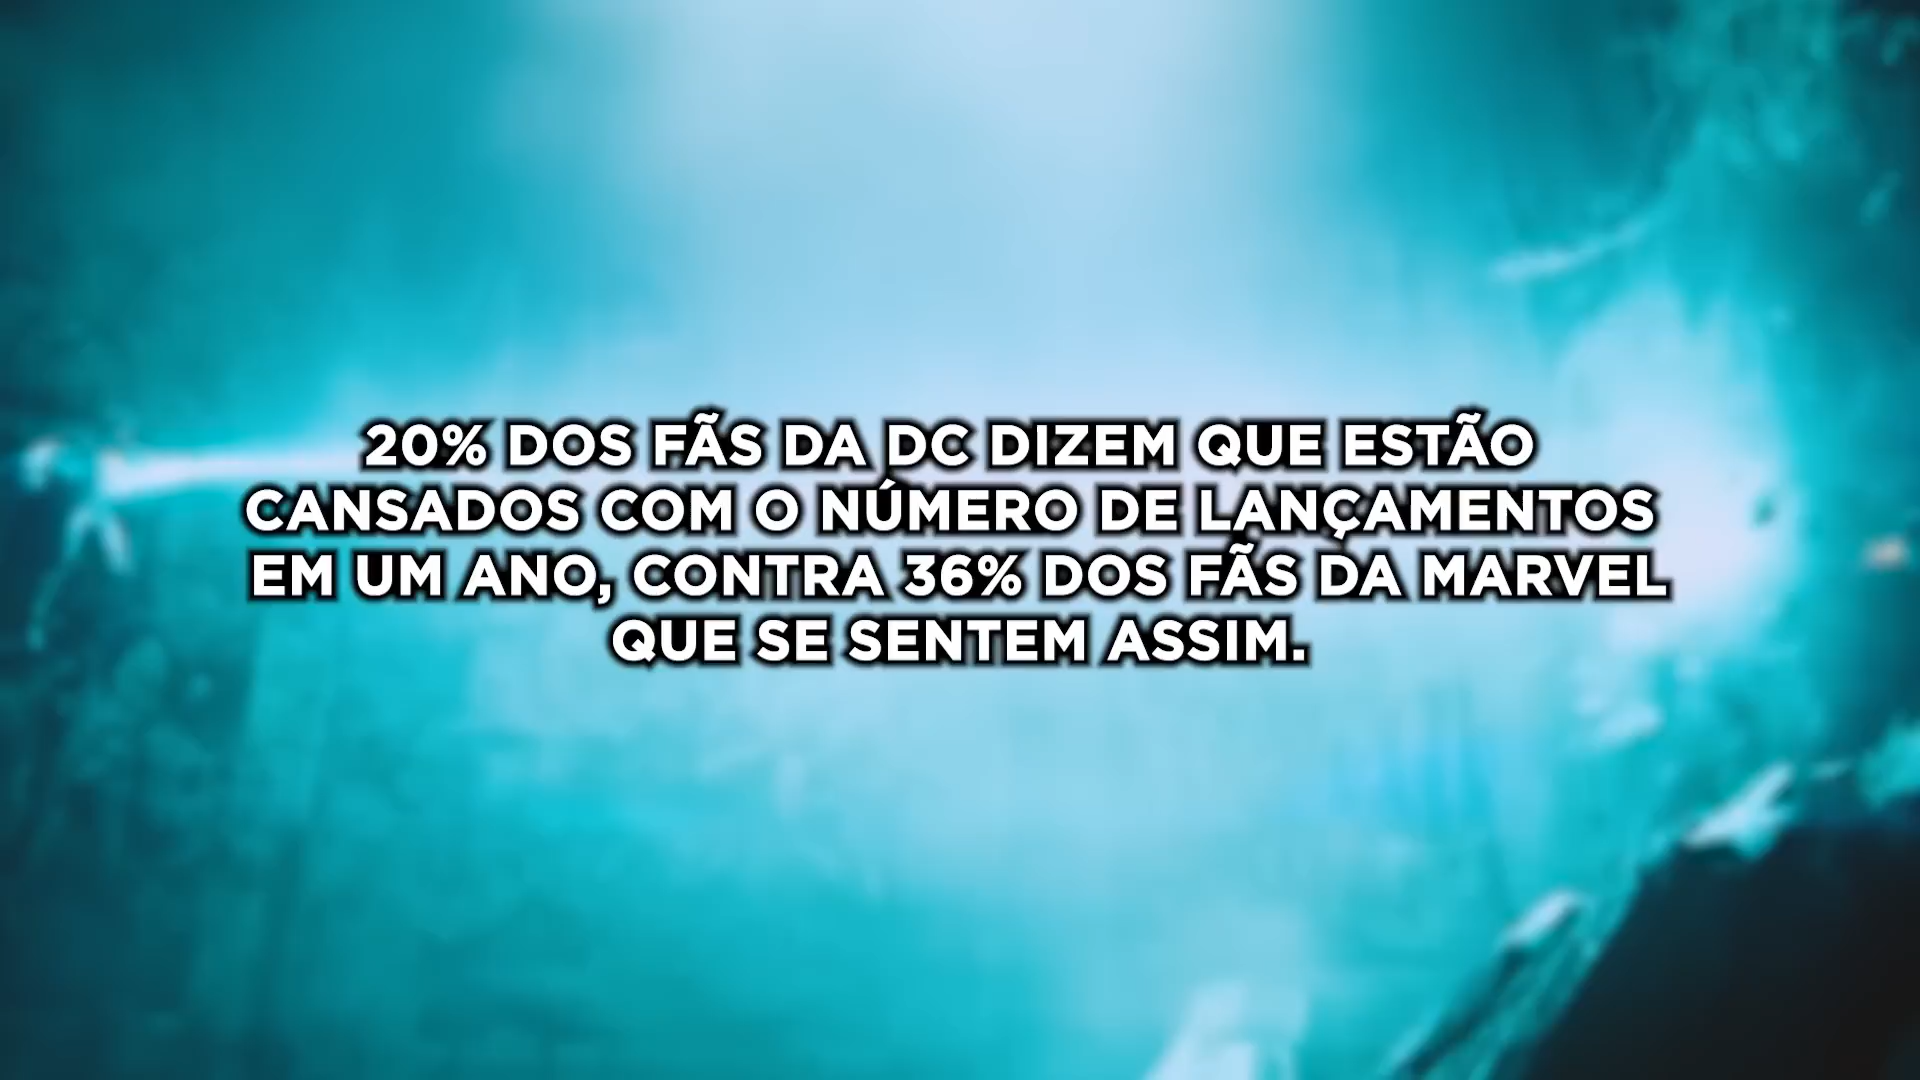 20% DOS FÃS DA DC DIZEM QUE ESTÃO
CANSADOS COM O NÚMERO DE LANÇAMENTOS
EM UM ANO, CONTRA 36% DOS FÃS DA MARVEL
QUE SE SENTEM ASSIM.